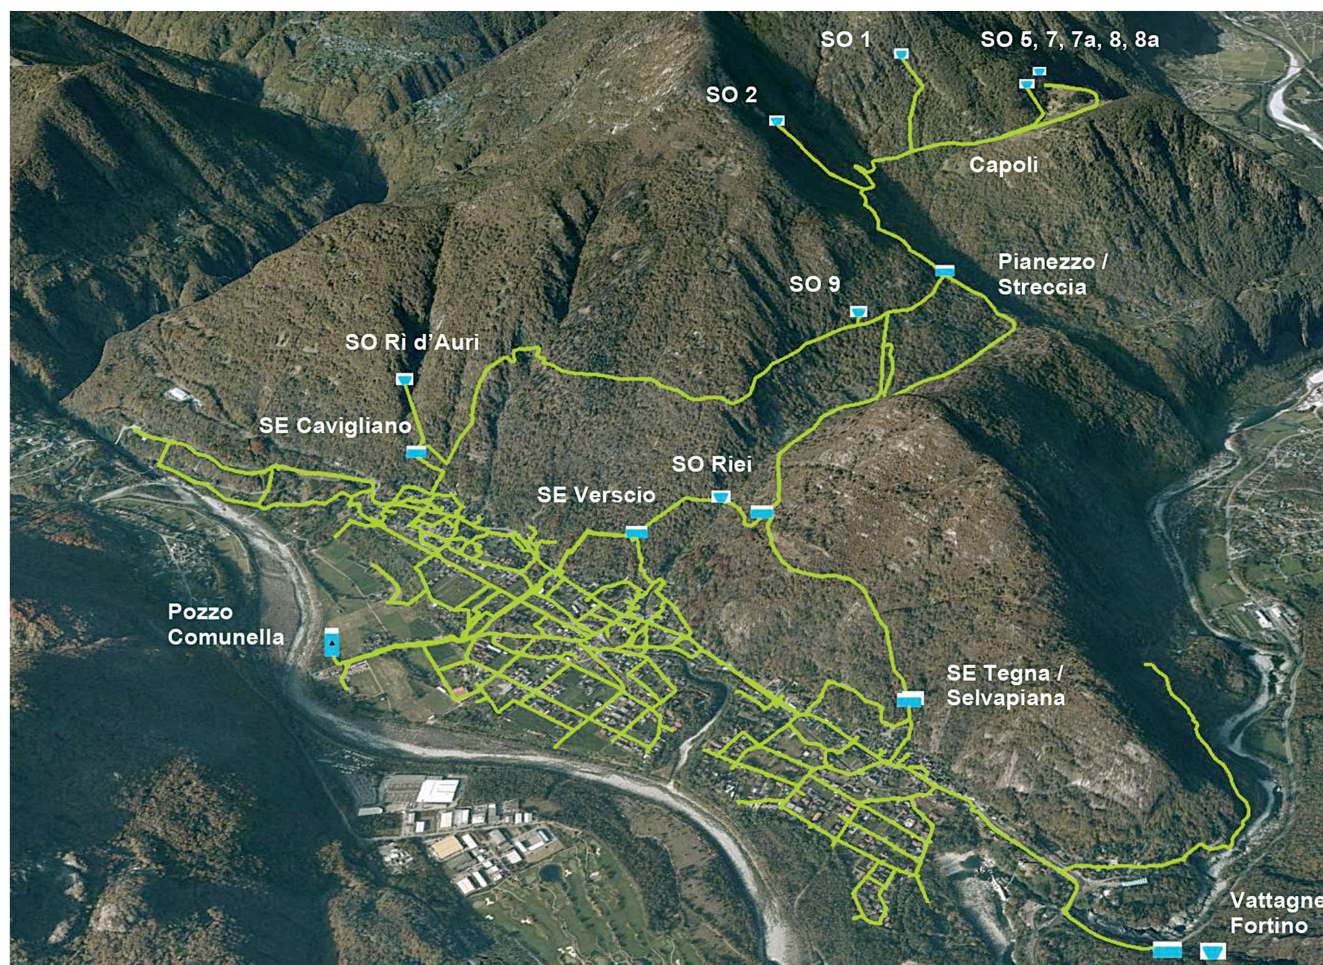 SO 1
SO 5, 7, 7a, 8, 8a
SO 2
Capoli
Pianezzo /
Streccia
SO 9
SO Rì d’Auri
SE Cavigliano
SO Riei
SE Verscio
Pozzo
Comunella
SE Tegna /
Selvapiana
Vattagne
Fortino